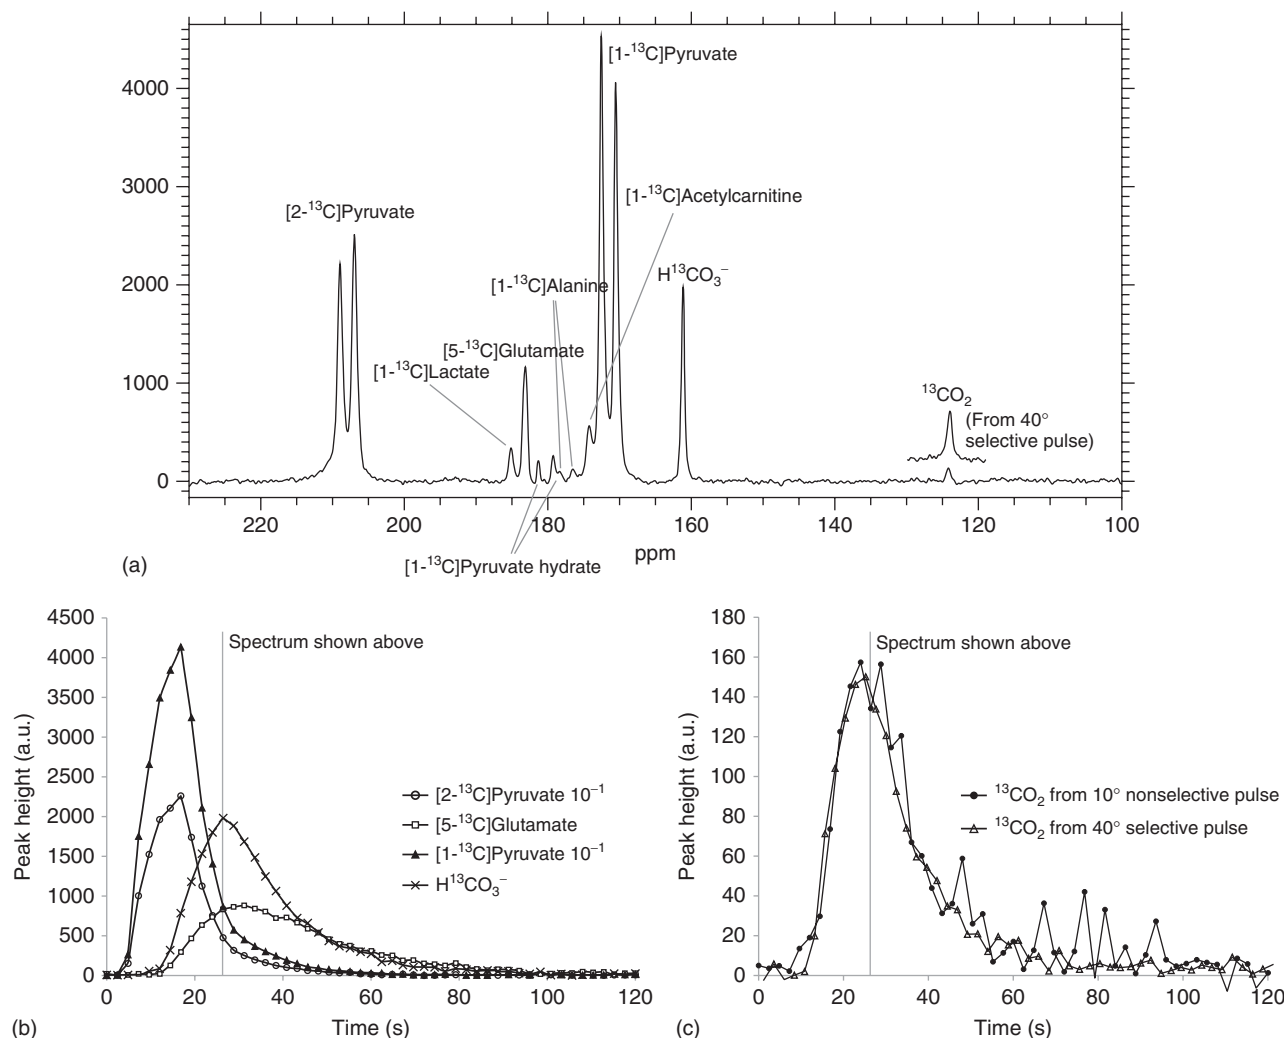 4000
3000
2000
1000
0
[1-¹³C]Pyruvate
[1-¹³C]Acetylcarnitine
[2-¹³C]Pyruvate
[1-¹³C]Alanine
H¹³CO₃⁻
[5-¹³C]Glutamate
[1-¹³C]Lactate
¹³CO₂
(From 40°
selective pulse)
220 200 180 160 140 120 100
ppm
[1-¹³C]Pyruvate hydrate
(a)
4500
4000
3500
3000
2500
2000
1500
1000
500
0
Peak height (a.u.)
Spectrum shown above
[2-¹³C]Pyruvate 10⁻¹
[5-¹³C]Glutamate
[1-¹³C]Pyruvate 10⁻¹
H¹³CO₃⁻
0 20 40 60 80 100 120
Time (s)
(b)
180
160
140
120
100
80
60
40
20
0
Peak height (a.u.)
Spectrum shown above
¹³CO₂ from 10° nonselective pulse
¹³CO₂ from 40° selective pulse
0 20 40 60 80 100 120
Time (s)
(c)